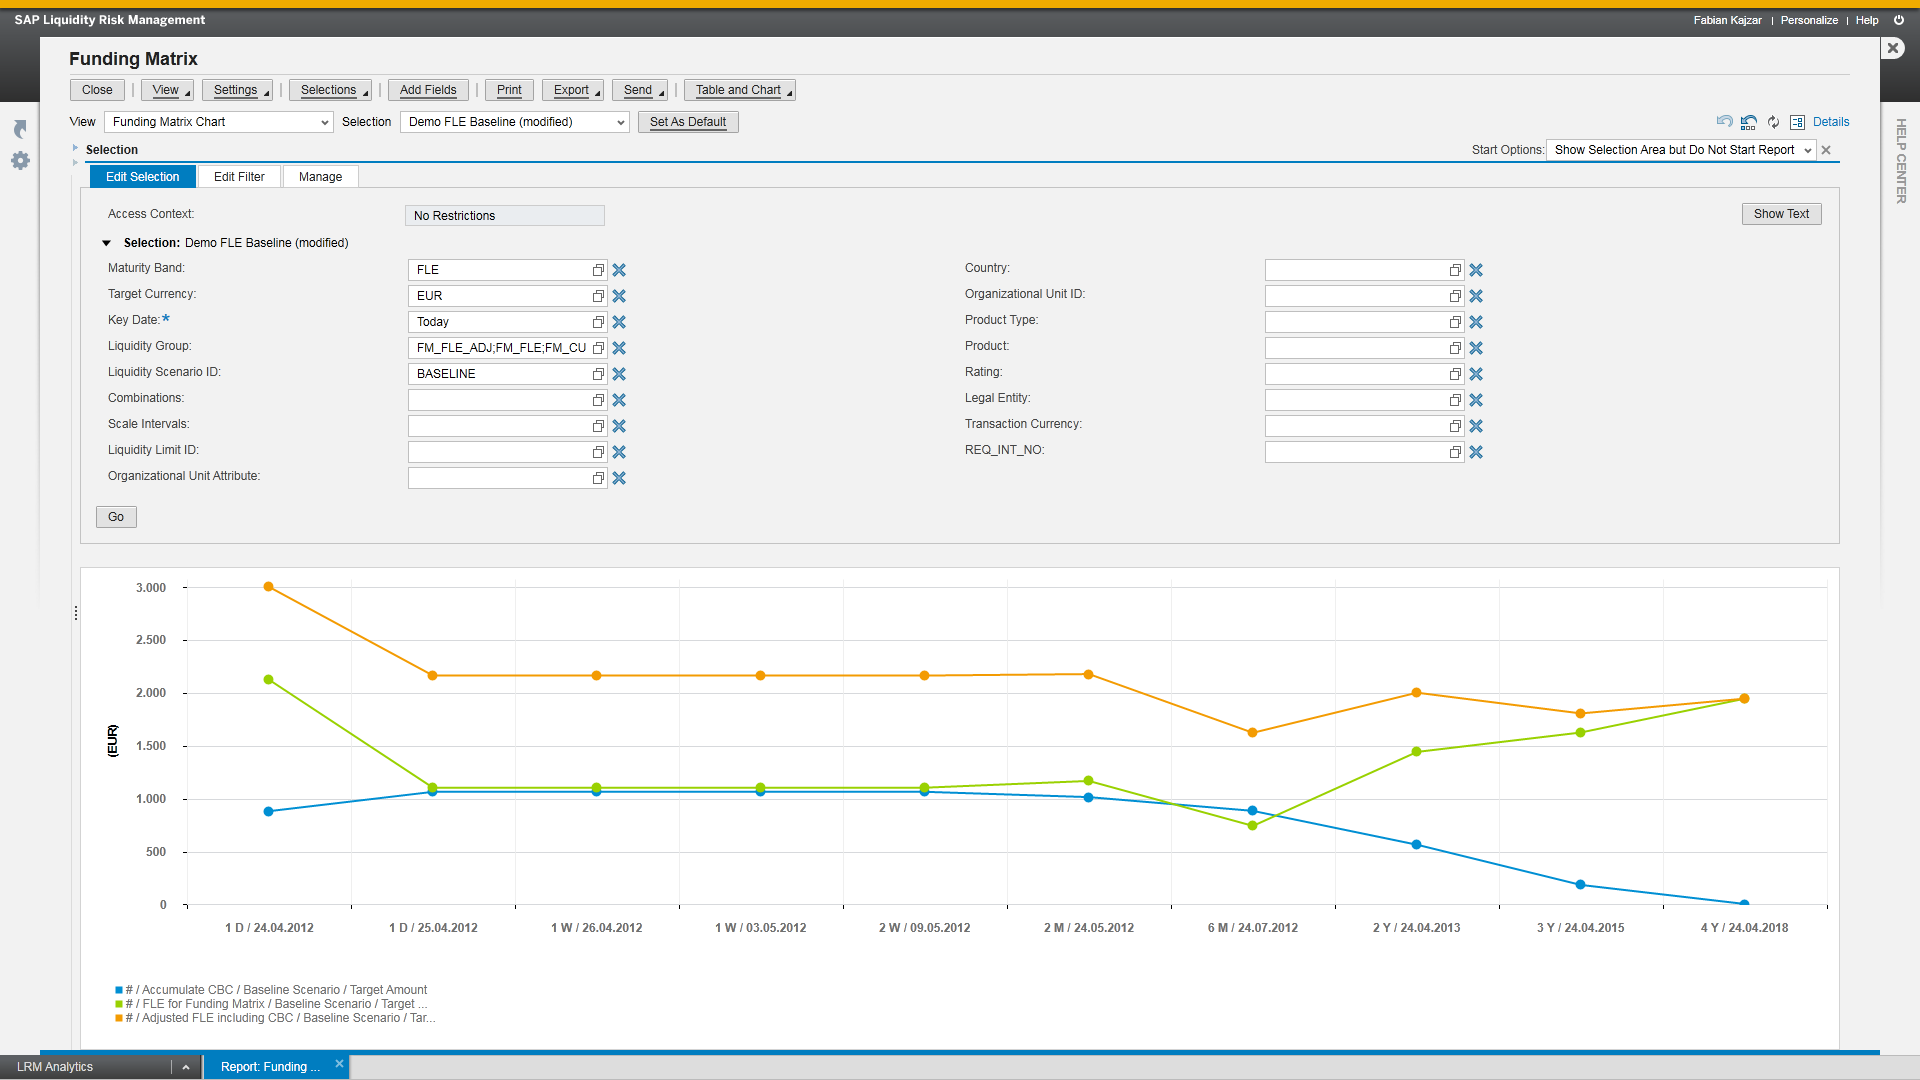 SAP Liquidity Risk Management
Fabian Kajzar | Personalize | Help
Funding Matrix
Close | View Settings | Selections | Add Fields | Print Export Send | Table and Chart
View Funding Matrix Chart Selection Demo FLE Baseline (modified) Set As Default Details
Selection Start Options: Show Selection Area but Do Not Start Report
Edit Selection Edit Filter Manage
Access Context: No Restrictions Show Text
Selection: Demo FLE Baseline (modified)
Maturity Band: FLE Country:
Target Currency: EUR Organizational Unit ID:
Key Date:* Today Product Type:
Liquidity Group: FM_FLE_ADJ;FM_FLE;FM_CU Product:
Liquidity Scenario ID: BASELINE Rating:
Combinations: Legal Entity:
Scale Intervals: Transaction Currency:
Liquidity Limit ID: REQ_INT_NO:
Organizational Unit Attribute:
Go
HELP CENTER
3.000
2.500
2.000
1.500
1.000
500
0
(EUR)
1 D / 24.04.2012 1 D / 25.04.2012 1 W / 26.04.2012 1 W / 03.05.2012 2 W / 09.05.2012 2 M / 24.05.2012 6 M / 24.07.2012 2 Y / 24.04.2013 3 Y / 24.04.2015 4 Y / 24.04.2018
# / Accumulate CBC / Baseline Scenario / Target Amount
# / FLE for Funding Matrix / Baseline Scenario / Target ...
# / Adjusted FLE including CBC / Baseline Scenario / Tar...
LRM Analytics Report: Funding ...